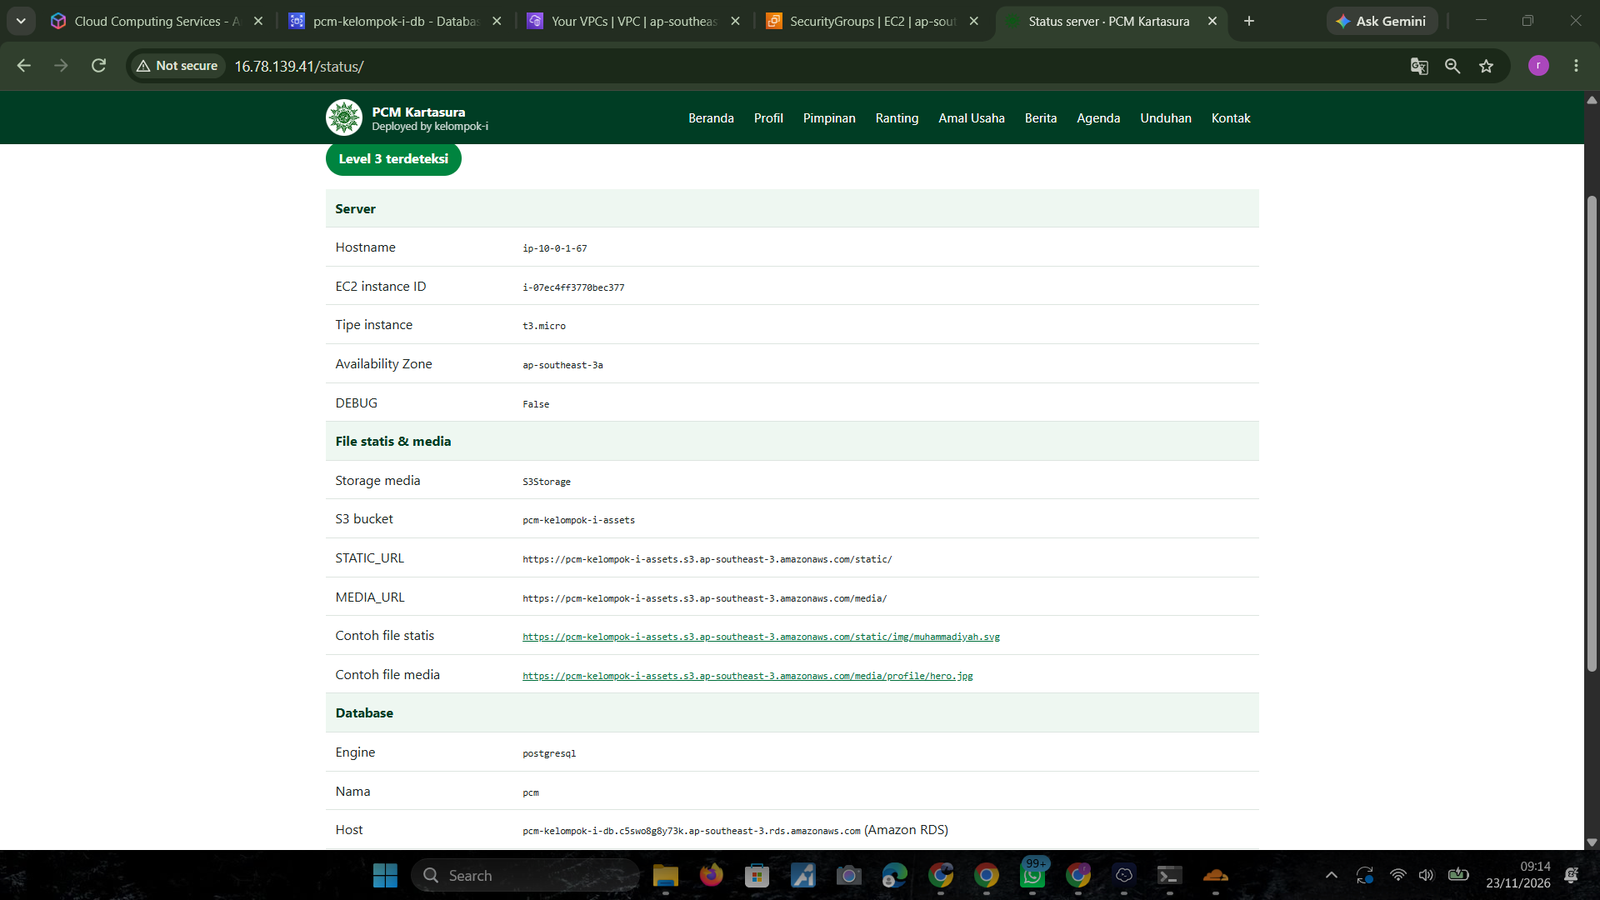 Cloud Computing Services - A
pcm-kelompok-i-db - Databas
Your VPCs | VPC | ap-southeas
SecurityGroups | EC2 | ap-sout
Status server · PCM Kartasura
Ask Gemini
Not secure
16.78.139.41/status/
r
PCM Kartasura
Deployed by kelompok-i
Beranda
Profil
Pimpinan
Ranting
Amal Usaha
Berita
Agenda
Unduhan
Kontak
Level 3 terdeteksi
Server
Hostname ip-10-0-1-67
EC2 instance ID i-07ec4ff3770bec377
Tipe instance t3.micro
Availability Zone ap-southeast-3a
DEBUG False
File statis & media
Storage media S3Storage
S3 bucket pcm-kelompok-i-assets
STATIC_URL https://pcm-kelompok-i-assets.s3.ap-southeast-3.amazonaws.com/static/
MEDIA_URL https://pcm-kelompok-i-assets.s3.ap-southeast-3.amazonaws.com/media/
Contoh file statis https://pcm-kelompok-i-assets.s3.ap-southeast-3.amazonaws.com/static/img/muhammadiyah.svg
Contoh file media https://pcm-kelompok-i-assets.s3.ap-southeast-3.amazonaws.com/media/profile/hero.jpg
Database
Engine postgresql
Nama pcm
Host pcm-kelompok-i-db.c5swo8g8y73k.ap-southeast-3.rds.amazonaws.com (Amazon RDS)
Search
99+
09:14
23/11/2026